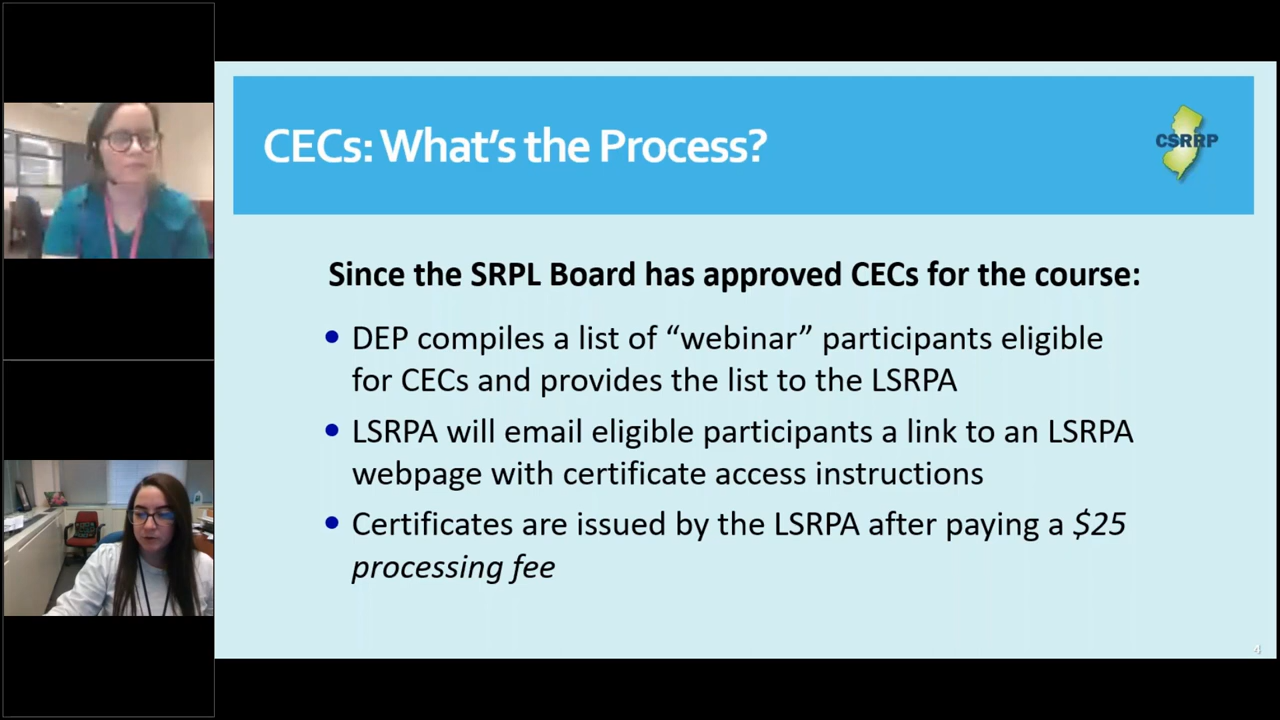 CECs: What's the Process?
CSRRP
Since the SRPL Board has approved CECs for the course:
• DEP compiles a list of “webinar” participants eligible
for CECs and provides the list to the LSRPA
• LSRPA will email eligible participants a link to an LSRPA
webpage with certificate access instructions
• Certificates are issued by the LSRPA after paying a $25
processing fee
4